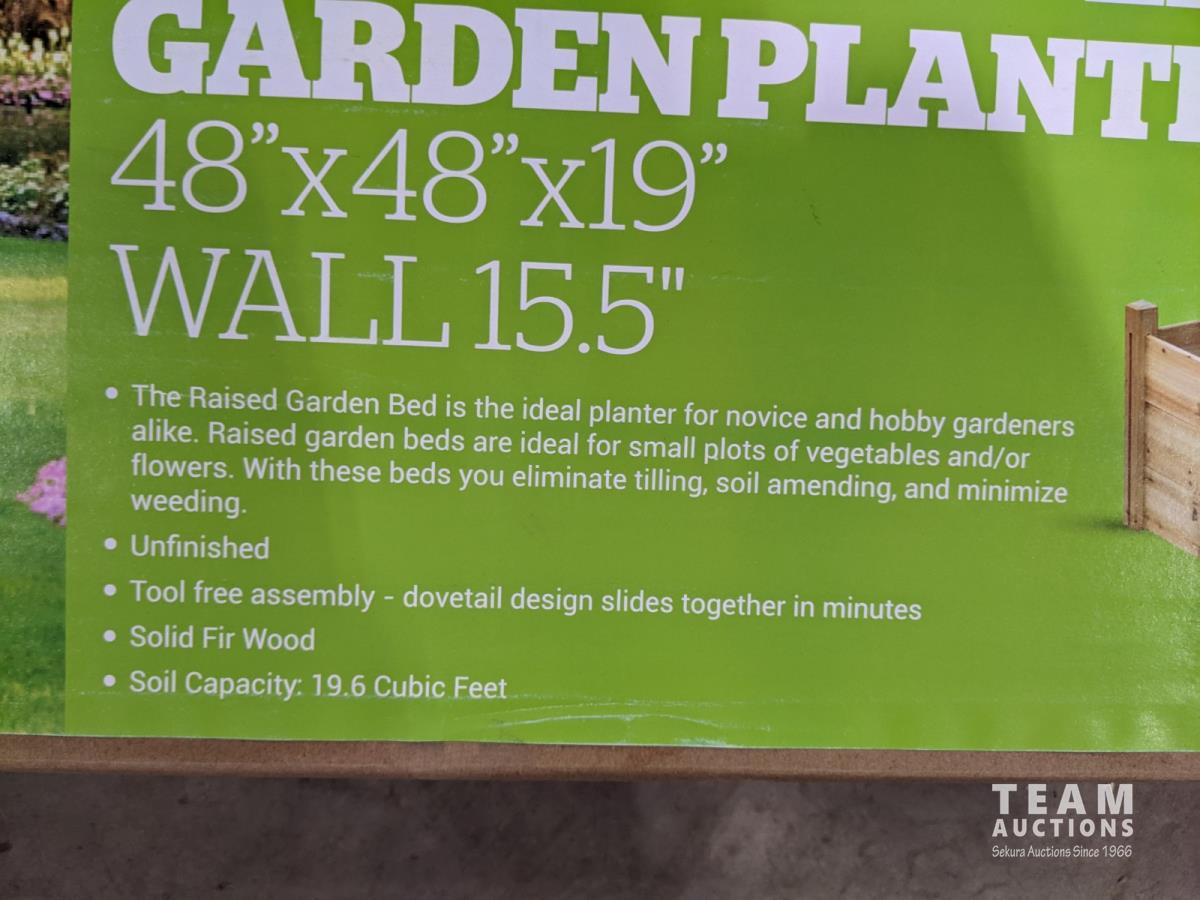 GARDEN PLANT
48”x48”x19”
WALL 15.5"
• The Raised Garden Bed is the ideal planter for novice and hobby gardeners
alike. Raised garden beds are ideal for small plots of vegetables and/or
flowers. With these beds you eliminate tilling, soil amending, and minimize
weeding.
• Unfinished
• Tool free assembly - dovetail design slides together in minutes
• Solid Fir Wood
• Soil Capacity: 19.6 Cubic Feet
TEAM
AUCTIONS
Sekura Auctions Since 1966